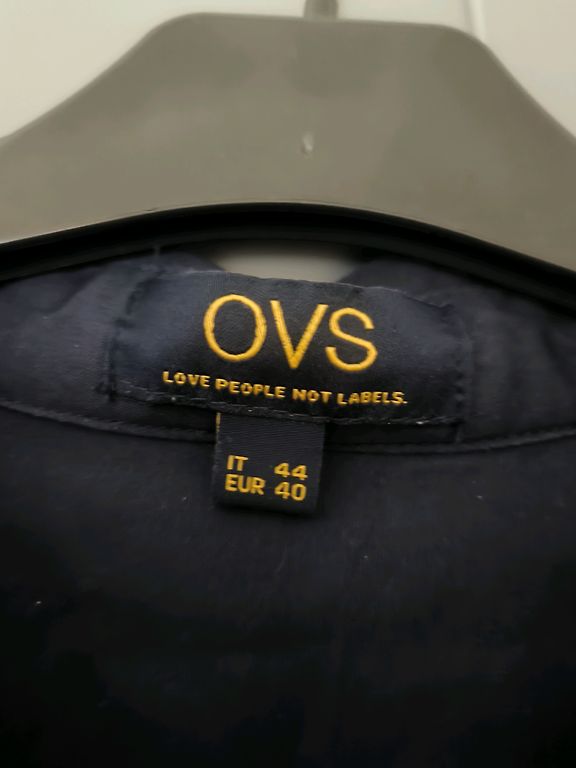 OVS
LOVE PEOPLE NOT LABELS.
IT 44
EUR 40